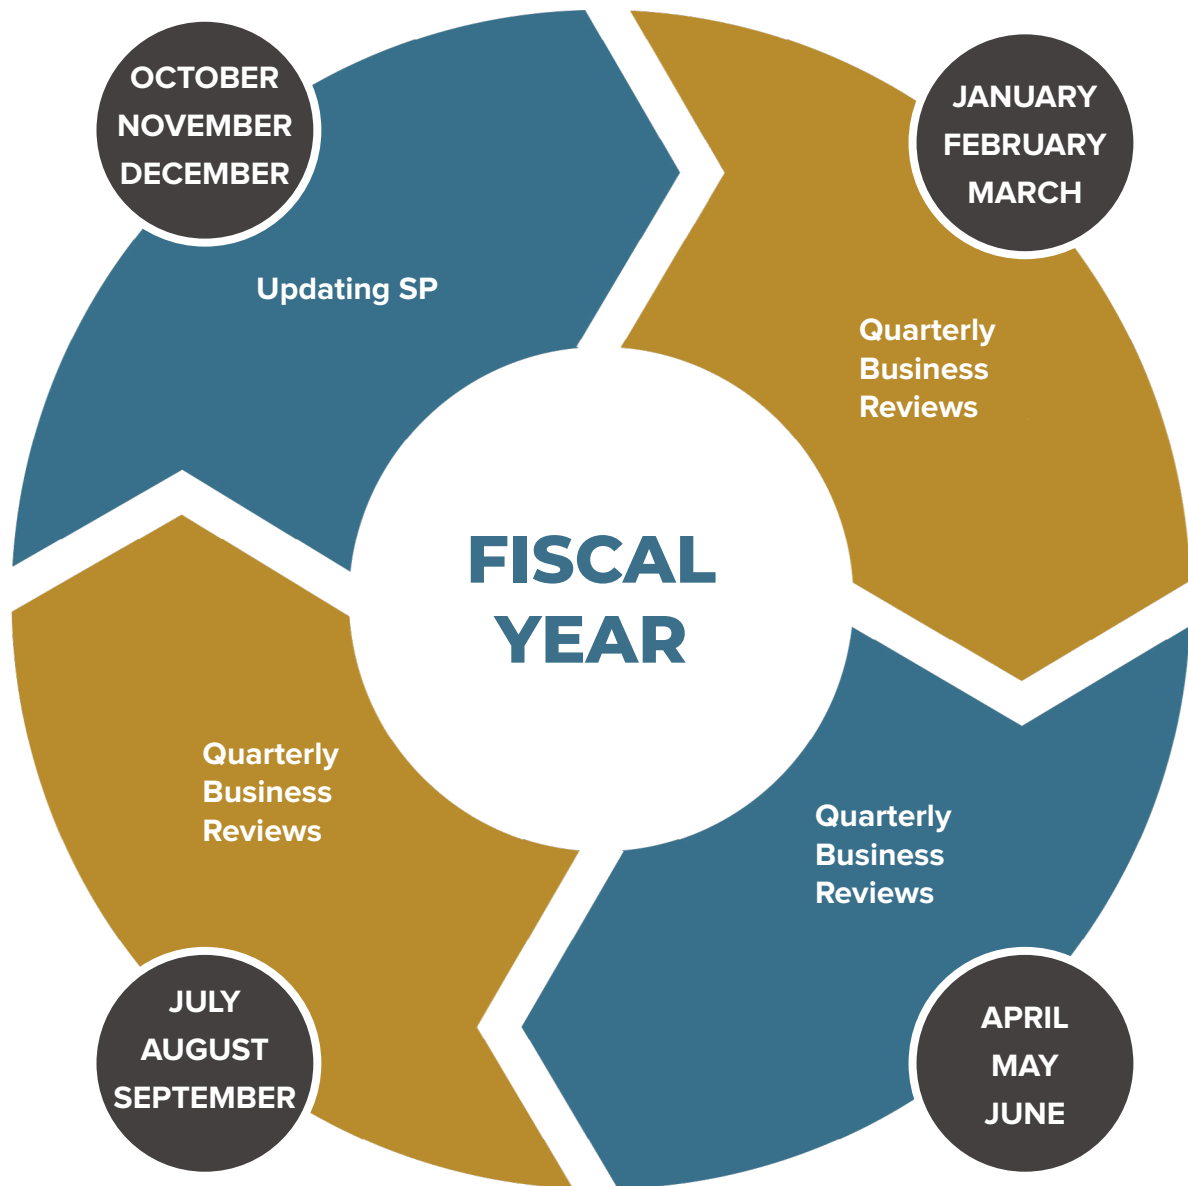 OCTOBER
NOVEMBER
DECEMBER
JANUARY
FEBRUARY
MARCH
Updating SP
Quarterly
Business
Reviews
FISCAL
YEAR
Quarterly
Business
Reviews
Quarterly
Business
Reviews
JULY
AUGUST
SEPTEMBER
APRIL
MAY
JUNE